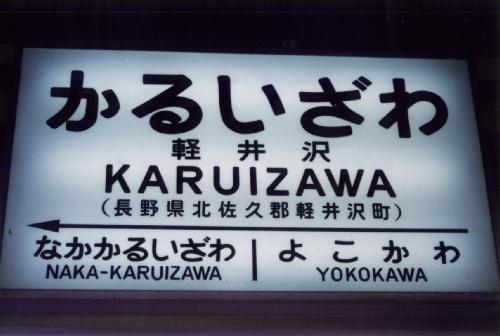 かるいざわ
軽井沢
KARUIZAWA
(長野県北佐久郡軽井沢町)
なかかるいざわ よこかわ
NAKA-KARUIZAWA YOKOKAWA